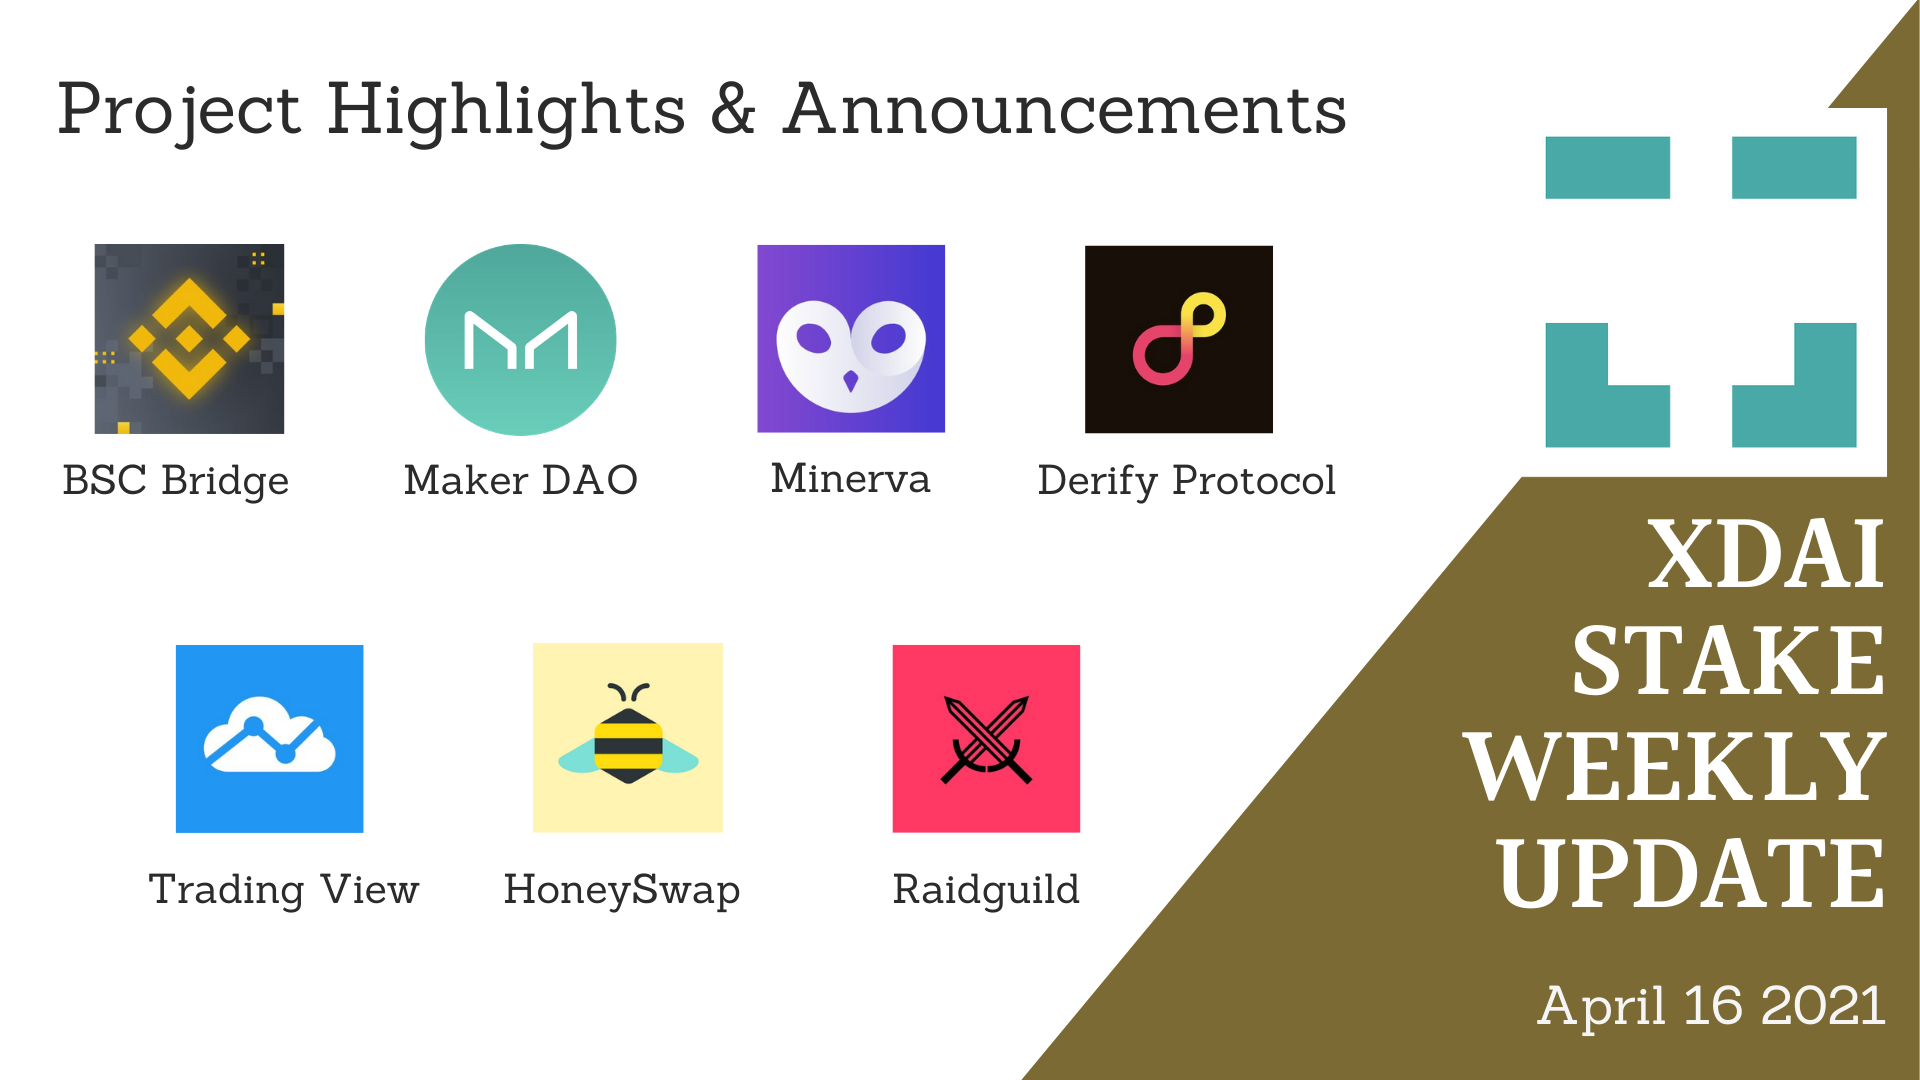 Project Highlights & Announcements
BSC Bridge
Maker DAO
Minerva
Derify Protocol
Trading View
HoneySwap
Raidguild
XDAI
STAKE
WEEKLY
UPDATE
April 16 2021